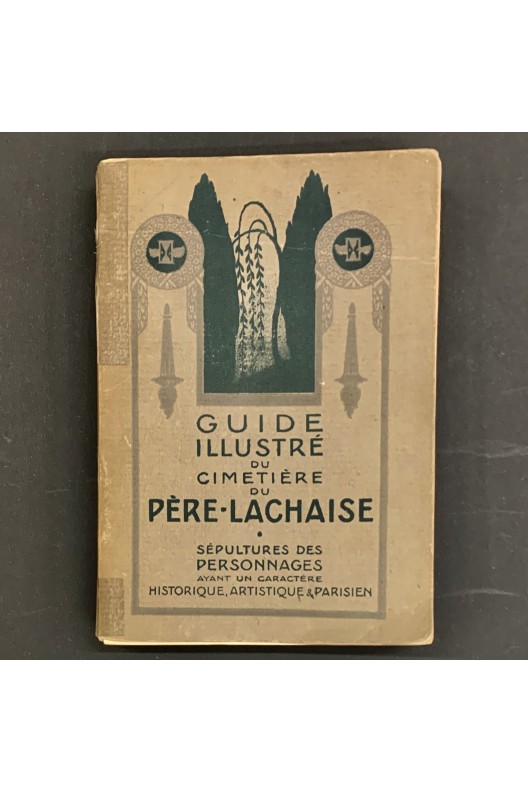 GUIDE
ILLUSTRÉ
DU
CIMETIÈRE
DU
PÈRE-LACHAISE
SÉPULTURES DES
PERSONNAGES
AYANT UN CARACTÈRE
HISTORIQUE, ARTISTIQUE & PARISIEN